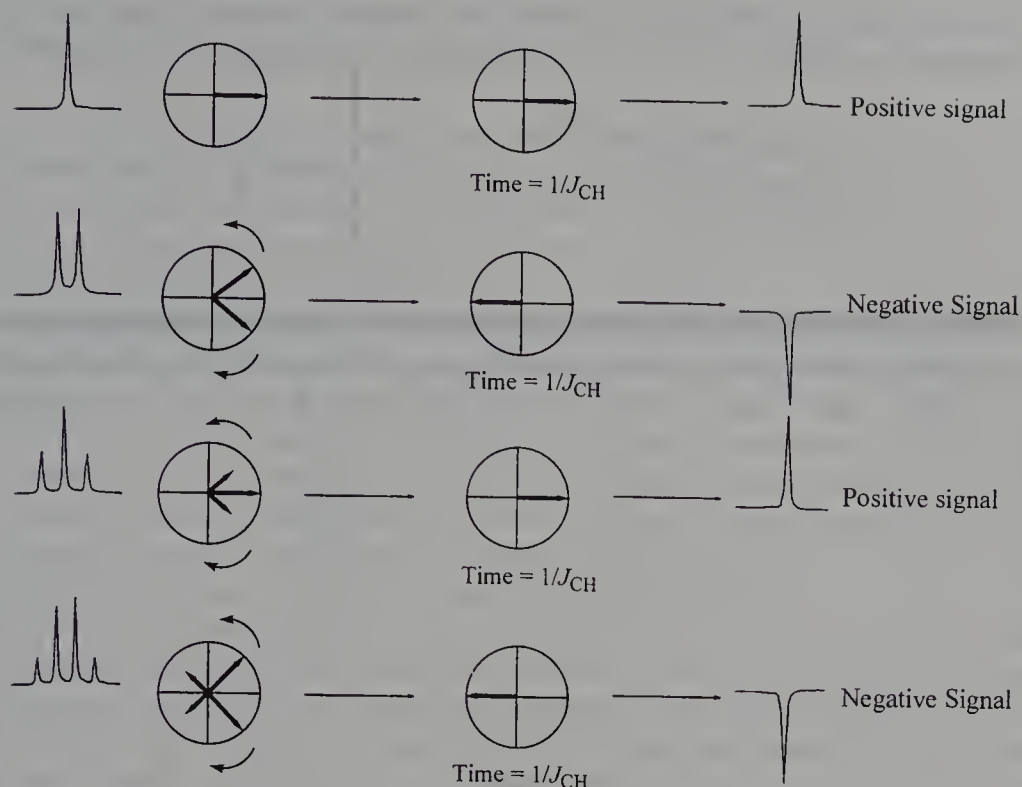 Positive signal
Time = 1/J_CH
Negative Signal
Time = 1/J_CH
Positive signal
Time = 1/J_CH
Negative Signal
Time = 1/J_CH